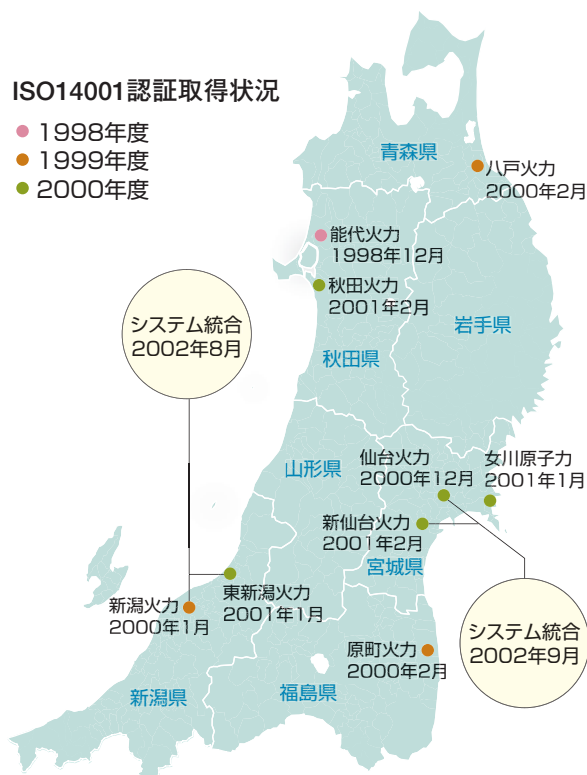 ISO14001認証取得状況
1998年度
1999年度
2000年度
青森県
八戸火力
2000年2月
能代火力
1998年12月
秋田火力
2001年2月
岩手県
システム統合
2002年8月
秋田県
山形県
仙台火力
2000年12月
女川原子力
2001年1月
新仙台火力
2001年2月
宮城県
東新潟火力
2001年1月
新潟火力
2000年1月
システム統合
2002年9月
原町火力
2000年2月
新潟県
福島県